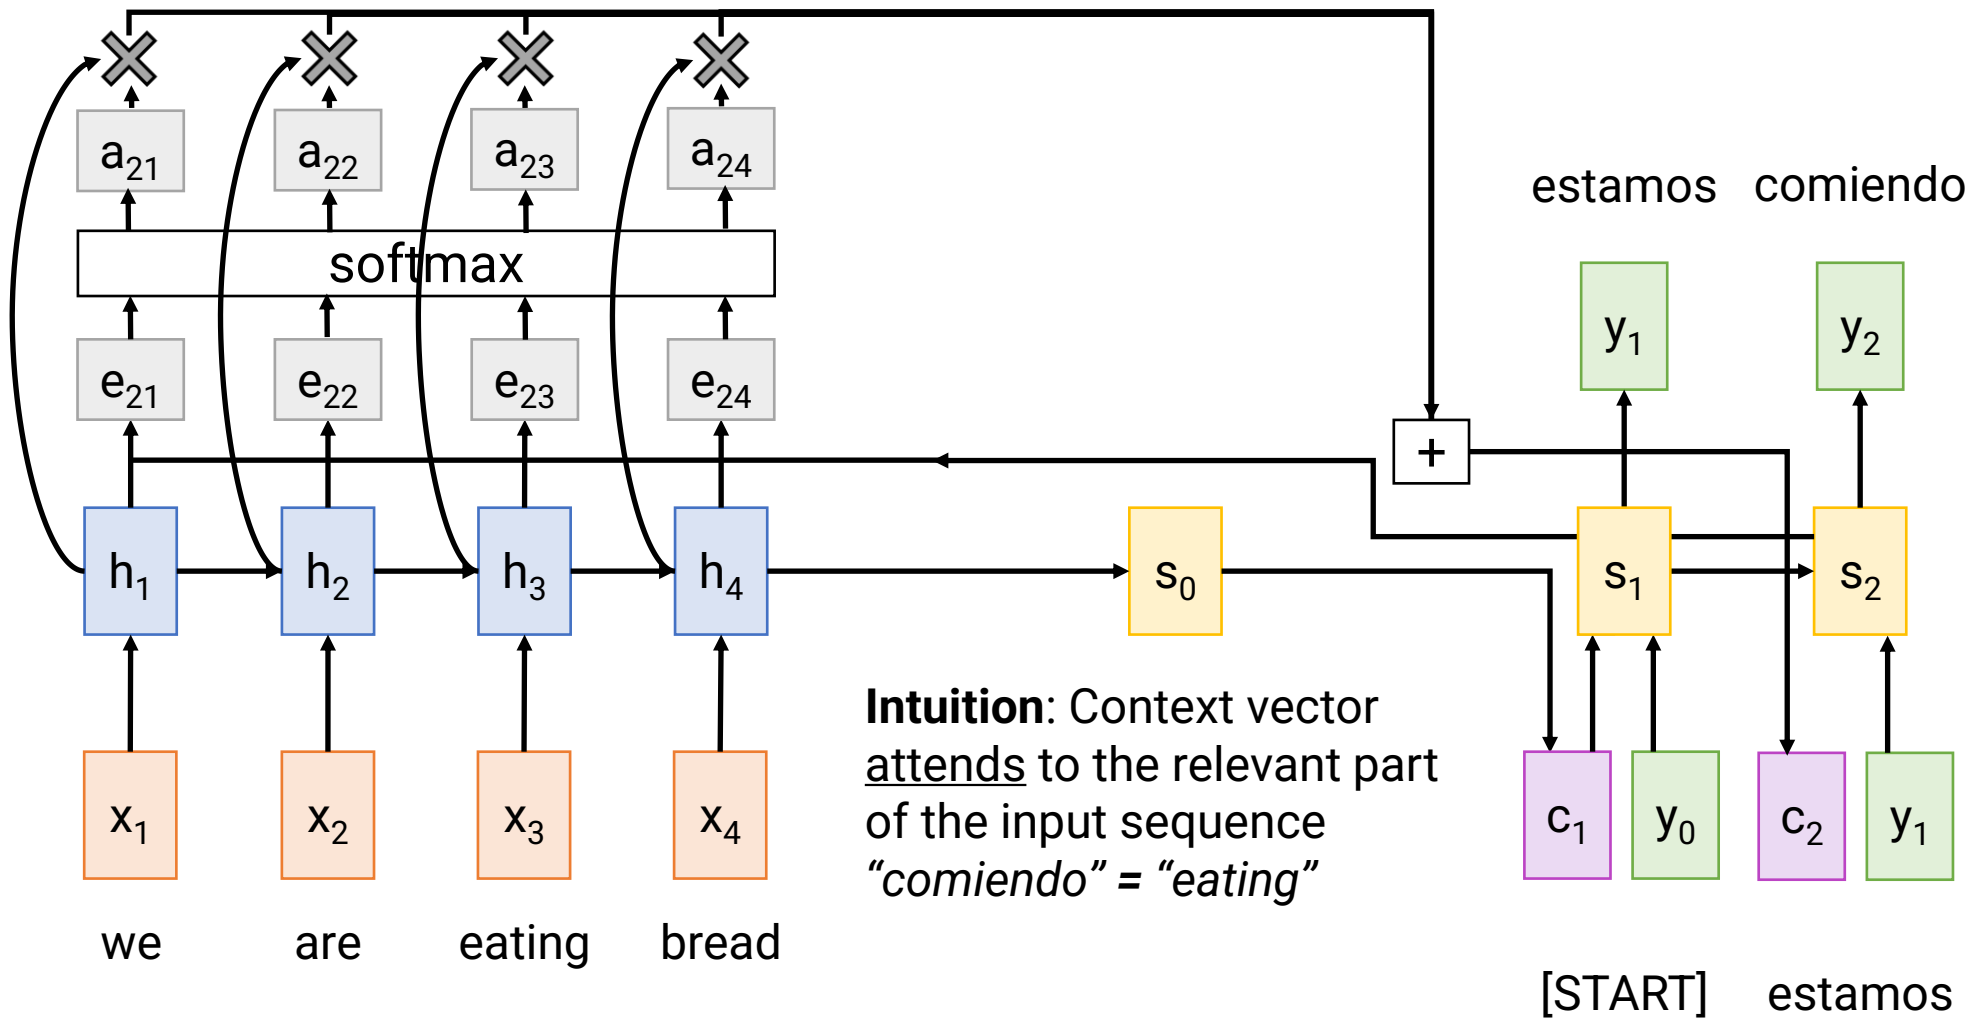 a₂₁ a₂₂ a₂₃ a₂₄
estamos comiendo
softmax
y₁ y₂
e₂₁ e₂₂ e₂₃ e₂₄
+
h₁ h₂ h₃ h₄ s₀ s₁ s₂
Intuition: Context vector
attends to the relevant part
of the input sequence
“comiendo” = “eating”
x₁ x₂ x₃ x₄ c₁ y₀ c₂ y₁
we are eating bread
[START] estamos